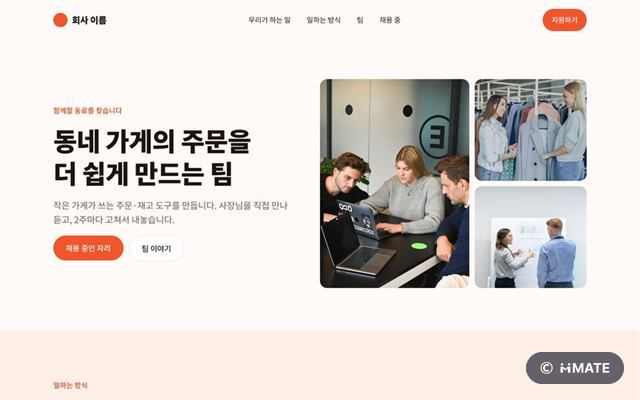 회사 이름
우리가 하는 일
일하는 방식
팀
채용 중
지원하기
함께할 동료를 찾습니다
동네 가게의 주문을
더 쉽게 만드는 팀
작은 가게가 쓰는 주문·재고 도구를 만듭니다. 사장님을 직접 만나
듣고, 2주마다 고쳐서 내놓습니다.
채용 중인 자리
팀 이야기
일하는 방식
© MMATE